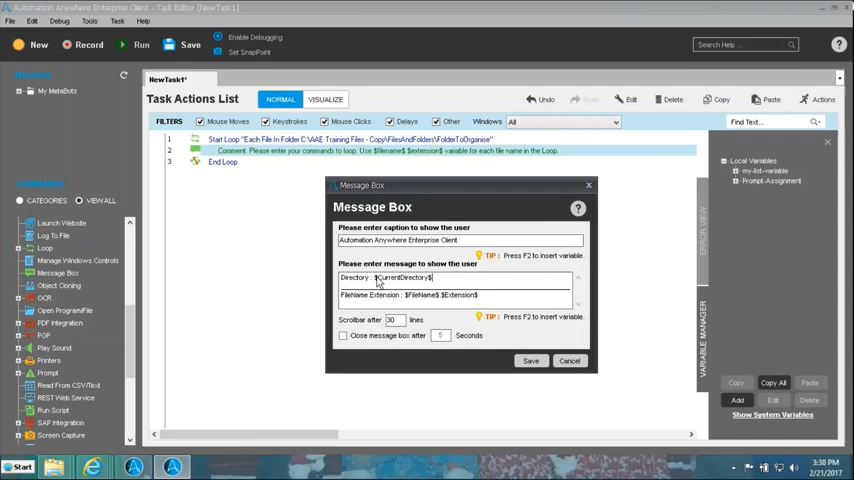 Automation Anywhere Enterprise Client - Task Editor [NewTask1]
File Edit Debug Tools Task Help
New Record Run Save Enable Debugging
Set SnapPoint
Search Help ...
MetaBots
My MetaBots
NewTask1*
Task Actions List NORMAL VISUALIZE Undo Redo Edit Delete Copy Paste Actions
FILTERS Mouse Moves Keystrokes Mouse Clicks Delays Other Windows All Find Text...
1 Start Loop "Each File In Folder C:\AAE Training Files - Copy\FilesAndFolders\FolderToOrganise"
2 Comment: Please enter your commands to loop. Use $filename$.$extension$ variable for each file name in the Loop.
3 End Loop
COMMANDS
CATEGORIES VIEW ALL
Launch Website
Log To File
Loop
Manage Windows Controls
Message Box
Object Cloning
OCR
Open Program/File
PDF Integration
PGP
Play Sound
Printers
Prompt
Read From CSV/Text
REST Web Service
Run Script
SAP Integration
Screen Capture
Message Box
Message Box
Please enter caption to show the user
Automation Anywhere Enterprise Client
TIP : Press F2 to insert variable.
Please enter message to show the user
Directory : $CurrentDirectory$
FileName.Extension : $FileName$.$Extension$
Scrollbar after 30 lines
TIP : Press F2 to insert variable.
Close message box after 5 Seconds
Save Cancel
ERROR VIEW
VARIABLE MANAGER
Local Variables
my-list-variable
Prompt-Assignment
Copy Copy All Paste
Add Edit Delete
Show System Variables
Start
3:38 PM
2/21/2017